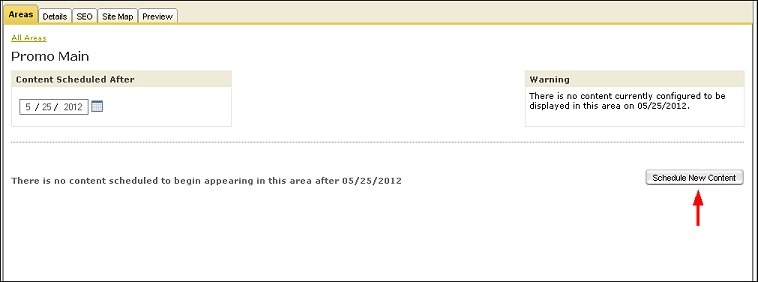 Areas Details SEO Site Map Preview
All Areas
Promo Main
Content Scheduled After
5 / 25 / 2012
Warning
There is no content currently configured to be
displayed in this area on 05/25/2012.
There is no content scheduled to begin appearing in this area after 05/25/2012
Schedule New Content